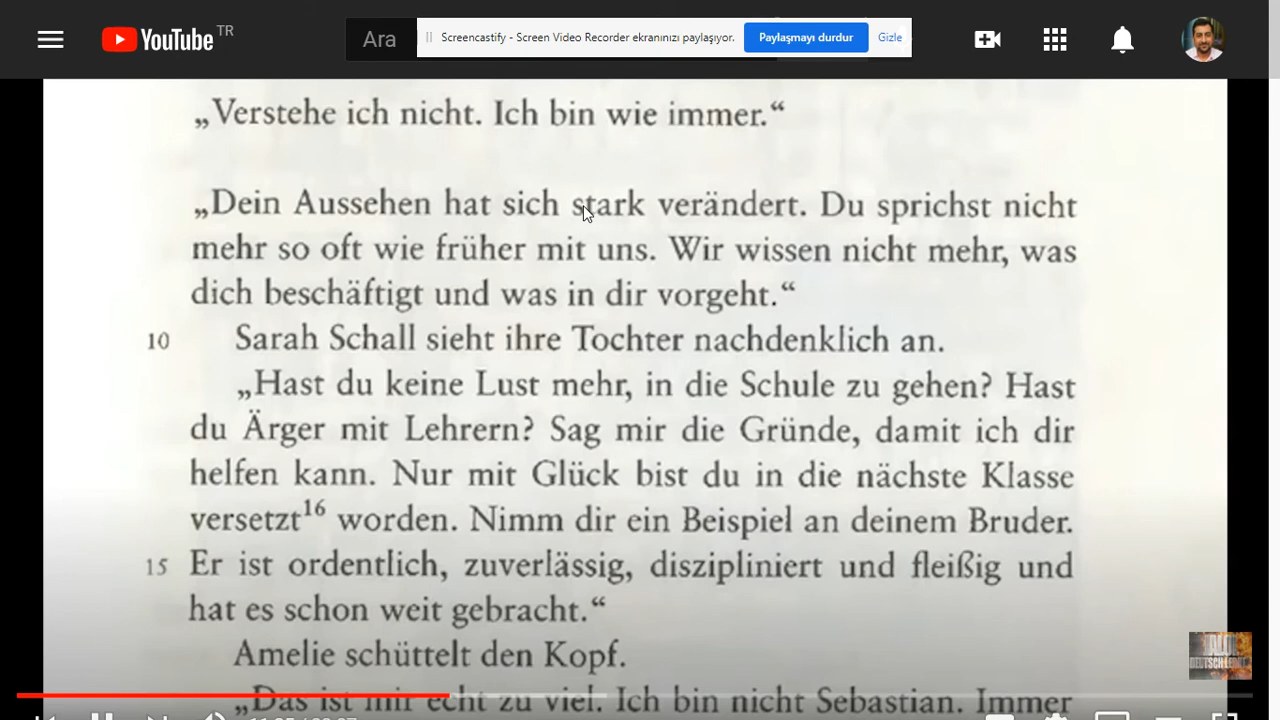 YouTube TR
Ara
Screencastify - Screen Video Recorder ekranınızı paylaşıyor.
Paylaşmayı durdur
Gizle
„Verstehe ich nicht. Ich bin wie immer.“
„Dein Aussehen hat sich stark verändert. Du sprichst nicht
mehr so oft wie früher mit uns. Wir wissen nicht mehr, was
dich beschäftigt und was in dir vorgeht.“
10 Sarah Schall sieht ihre Tochter nachdenklich an.
„Hast du keine Lust mehr, in die Schule zu gehen? Hast
du Ärger mit Lehrern? Sag mir die Gründe, damit ich dir
helfen kann. Nur mit Glück bist du in die nächste Klasse
versetzt16 worden. Nimm dir ein Beispiel an deinem Bruder.
15 Er ist ordentlich, zuverlässig, diszipliniert und fleißig und
hat es schon weit gebracht.“
Amelie schüttelt den Kopf.
„Das ist mir echt zu viel. Ich bin nicht Sebastian. Immer